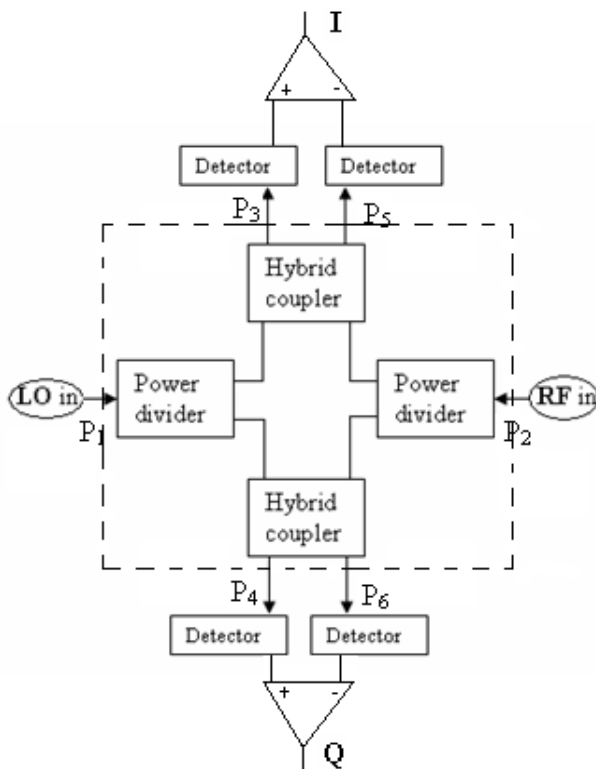 I
+ -
Detector Detector
P3 P5
Hybrid
coupler
LO in
Power
divider
Power
divider
RF in
P1
P2
Hybrid
coupler
P4 P6
Detector Detector
+ -
Q